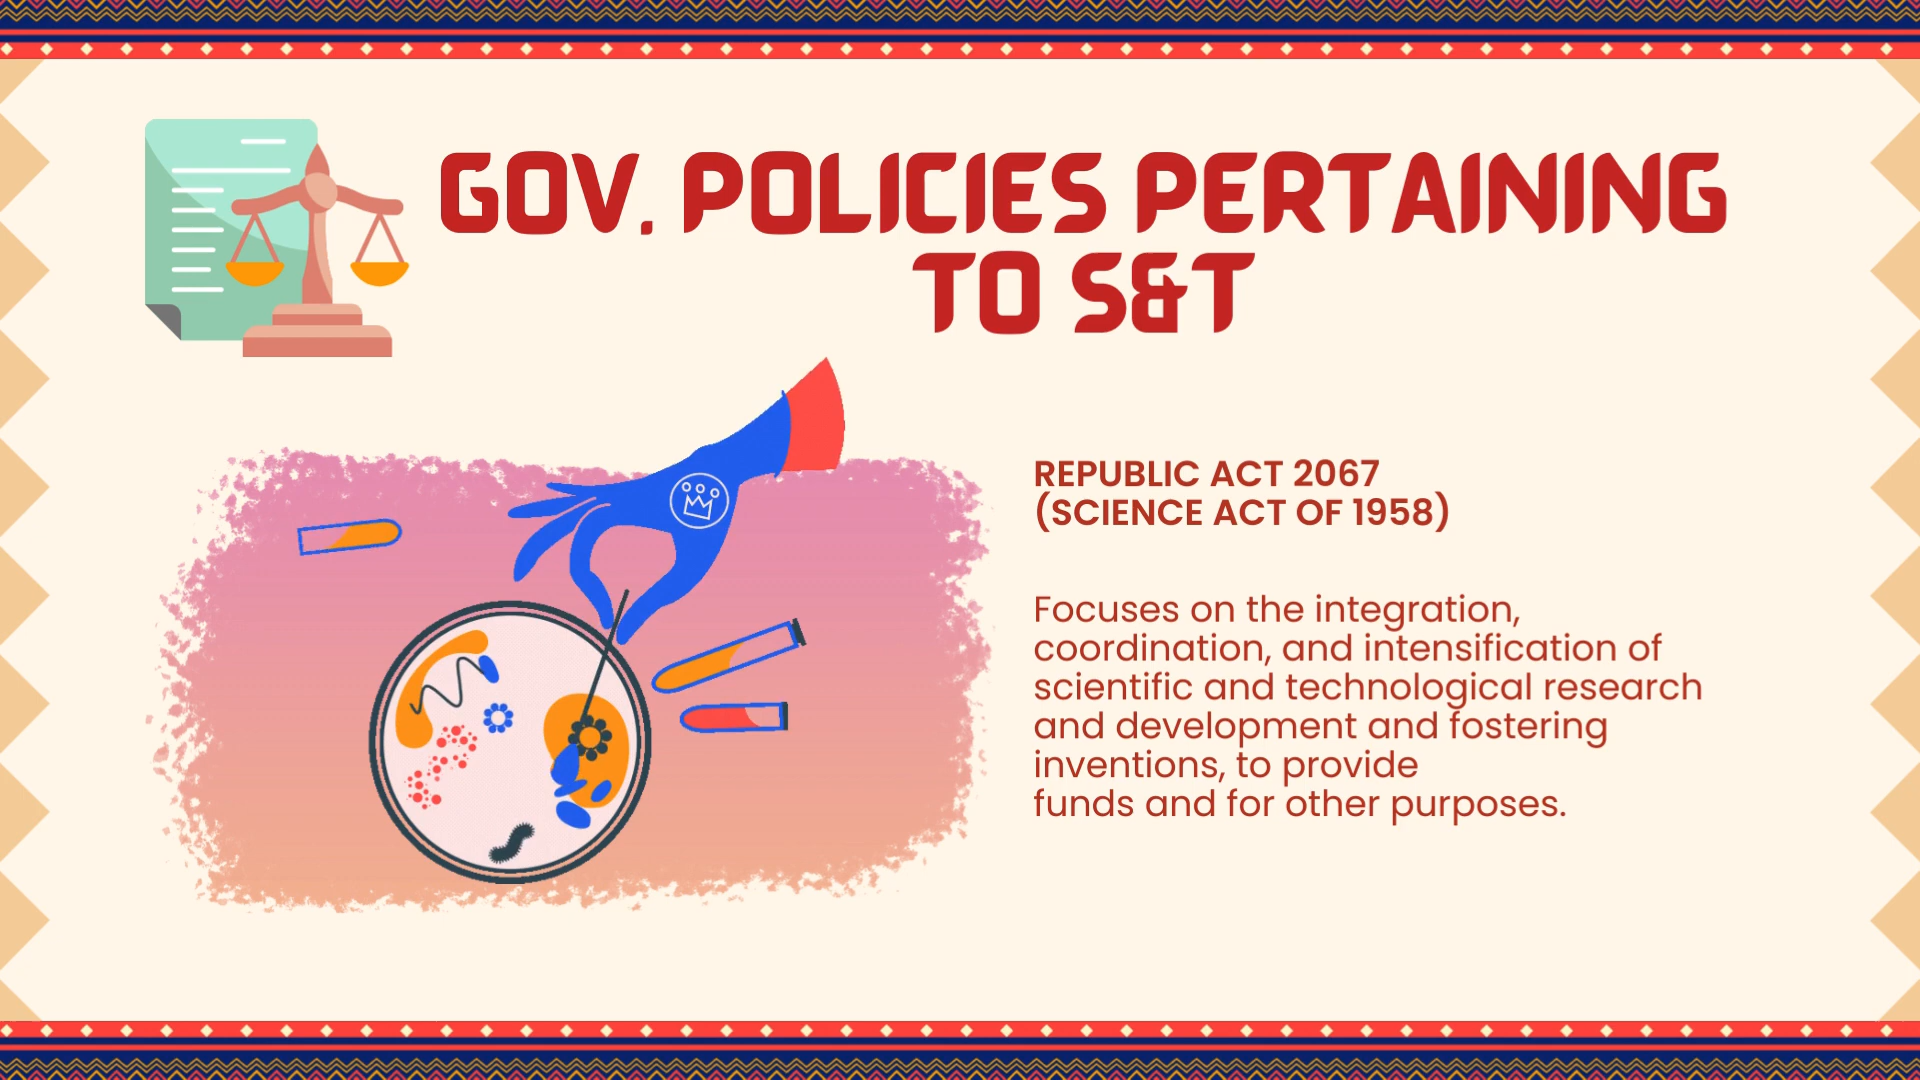 GOV. POLICIES PERTAINING
TO S&T
REPUBLIC ACT 2067
(SCIENCE ACT OF 1958)
Focuses on the integration,
coordination, and intensification of
scientific and technological research
and development and fostering
inventions, to provide
funds and for other purposes.